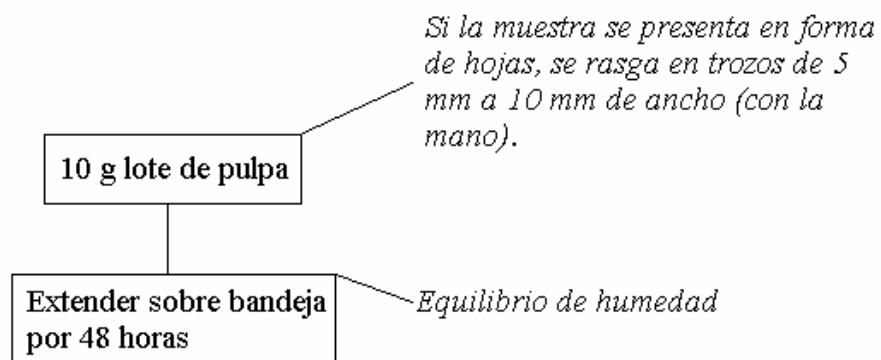 Si la muestra se presenta en forma
de hojas, se rasga en trozos de 5
mm a 10 mm de ancho (con la
mano).
10 g lote de pulpa
Extender sobre bandeja
por 48 horas
Equilibrio de humedad